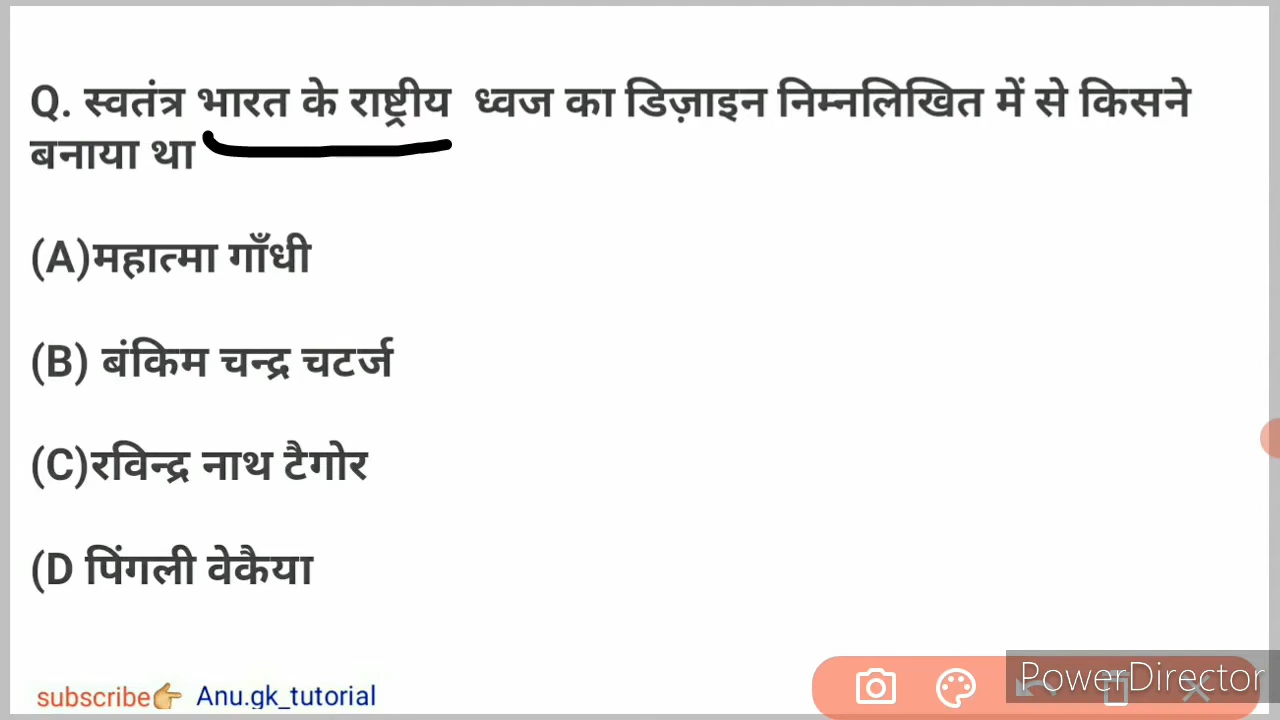 Q. स्वतंत्र भारत के राष्ट्रीय ध्वज का डिज़ाइन निम्नलिखित में से किसने
बनाया था
(A)महात्मा गाँधी
(B) बंकिम चन्द्र चटर्ज
(C)रविन्द्र नाथ टैगोर
(D पिंगली वेकैया
subscribe👉 Anu.gk_tutorial
PowerDirector